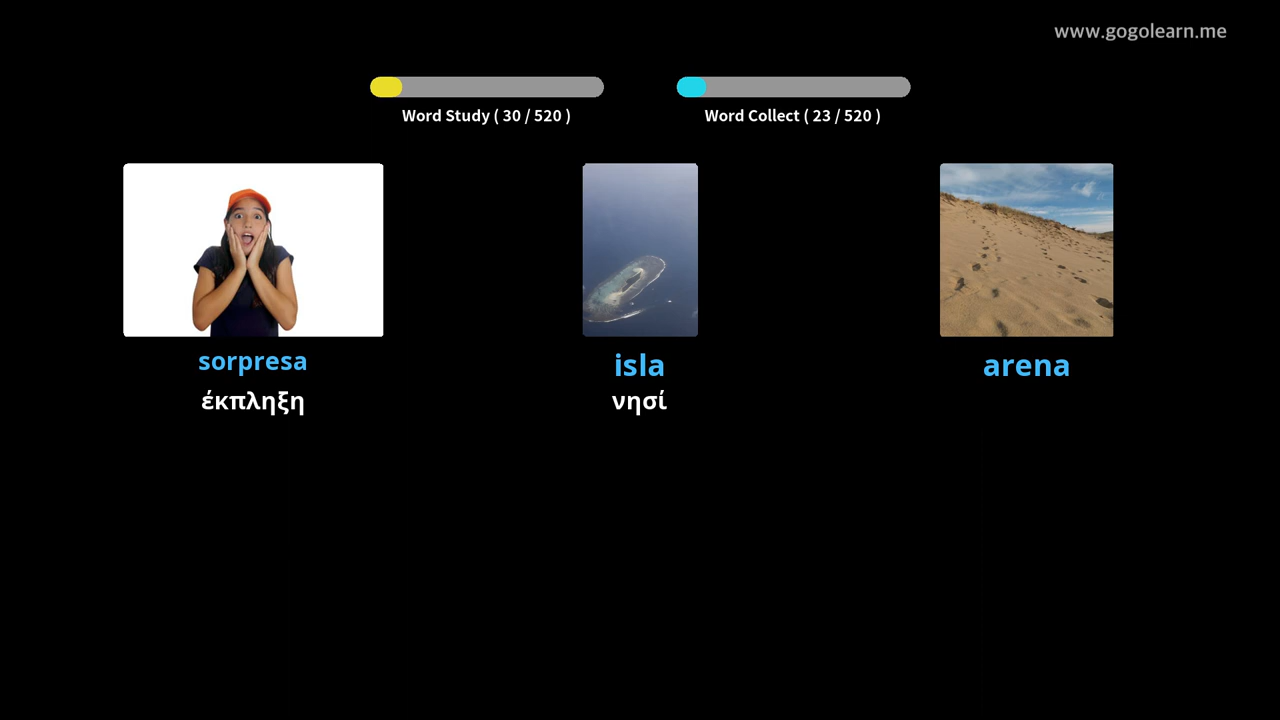 www.gogolearn.me
Word Study ( 30 / 520 )
Word Collect ( 23 / 520 )
sorpresa
isla
arena
έκπληξη
νησί